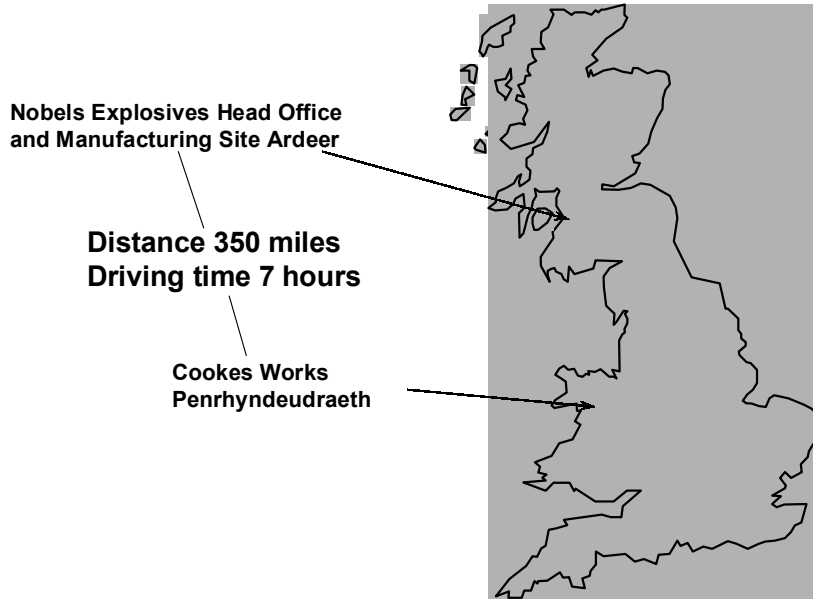 Nobels Explosives Head Office
and Manufacturing Site Ardeer
Distance 350 miles
Driving time 7 hours
Cookes Works
Penrhyndeudraeth